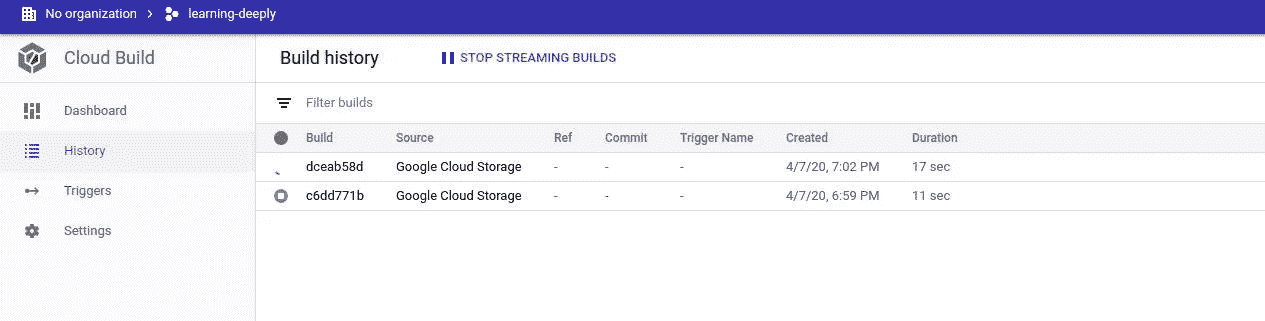 No organization > learning-deeply
Cloud Build
Build history STOP STREAMING BUILDS
Dashboard
Filter builds
Build Source Ref Commit Trigger Name Created Duration
History
dceab58d Google Cloud Storage - - - 4/7/20, 7:02 PM 17 sec
Triggers
c6dd771b Google Cloud Storage - - - 4/7/20, 6:59 PM 11 sec
Settings